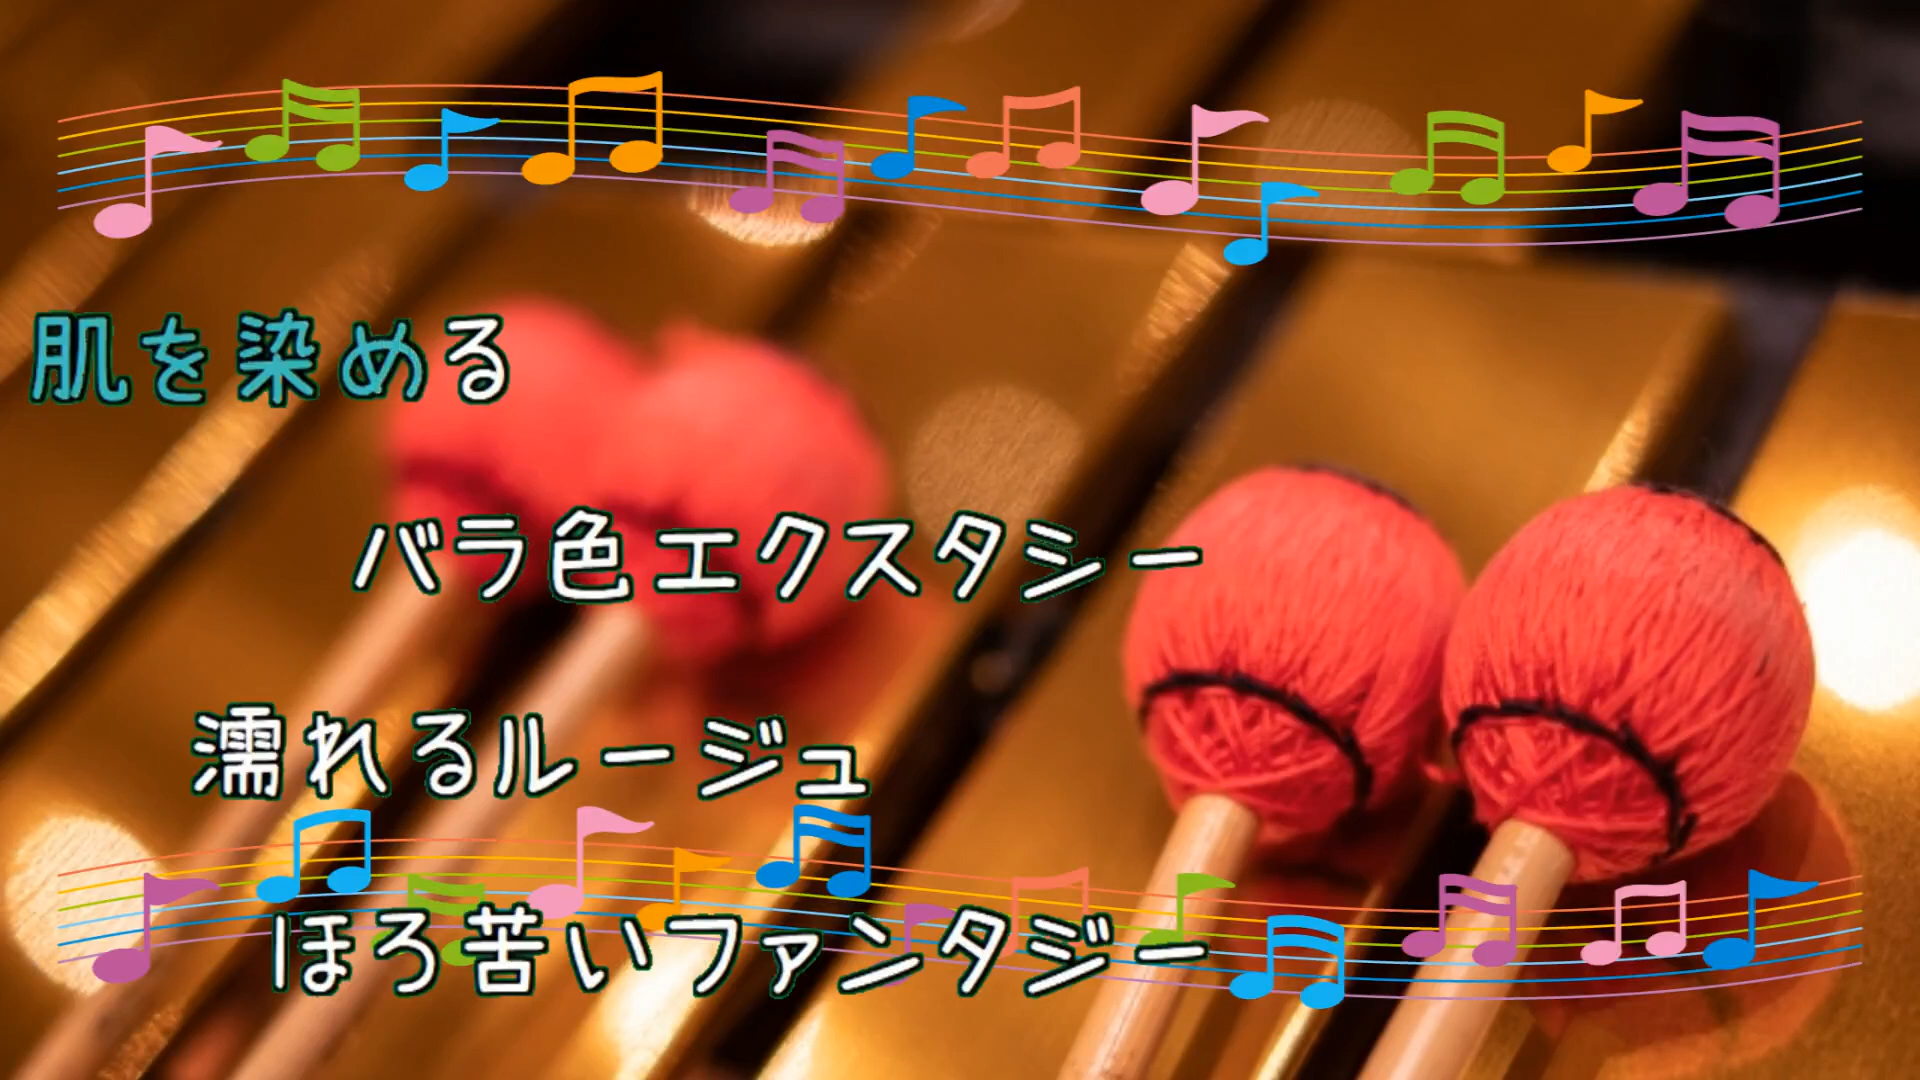 肌を染める
バラ色エクスタシー
濡れるルージュ
ほろ苦いファンタジー